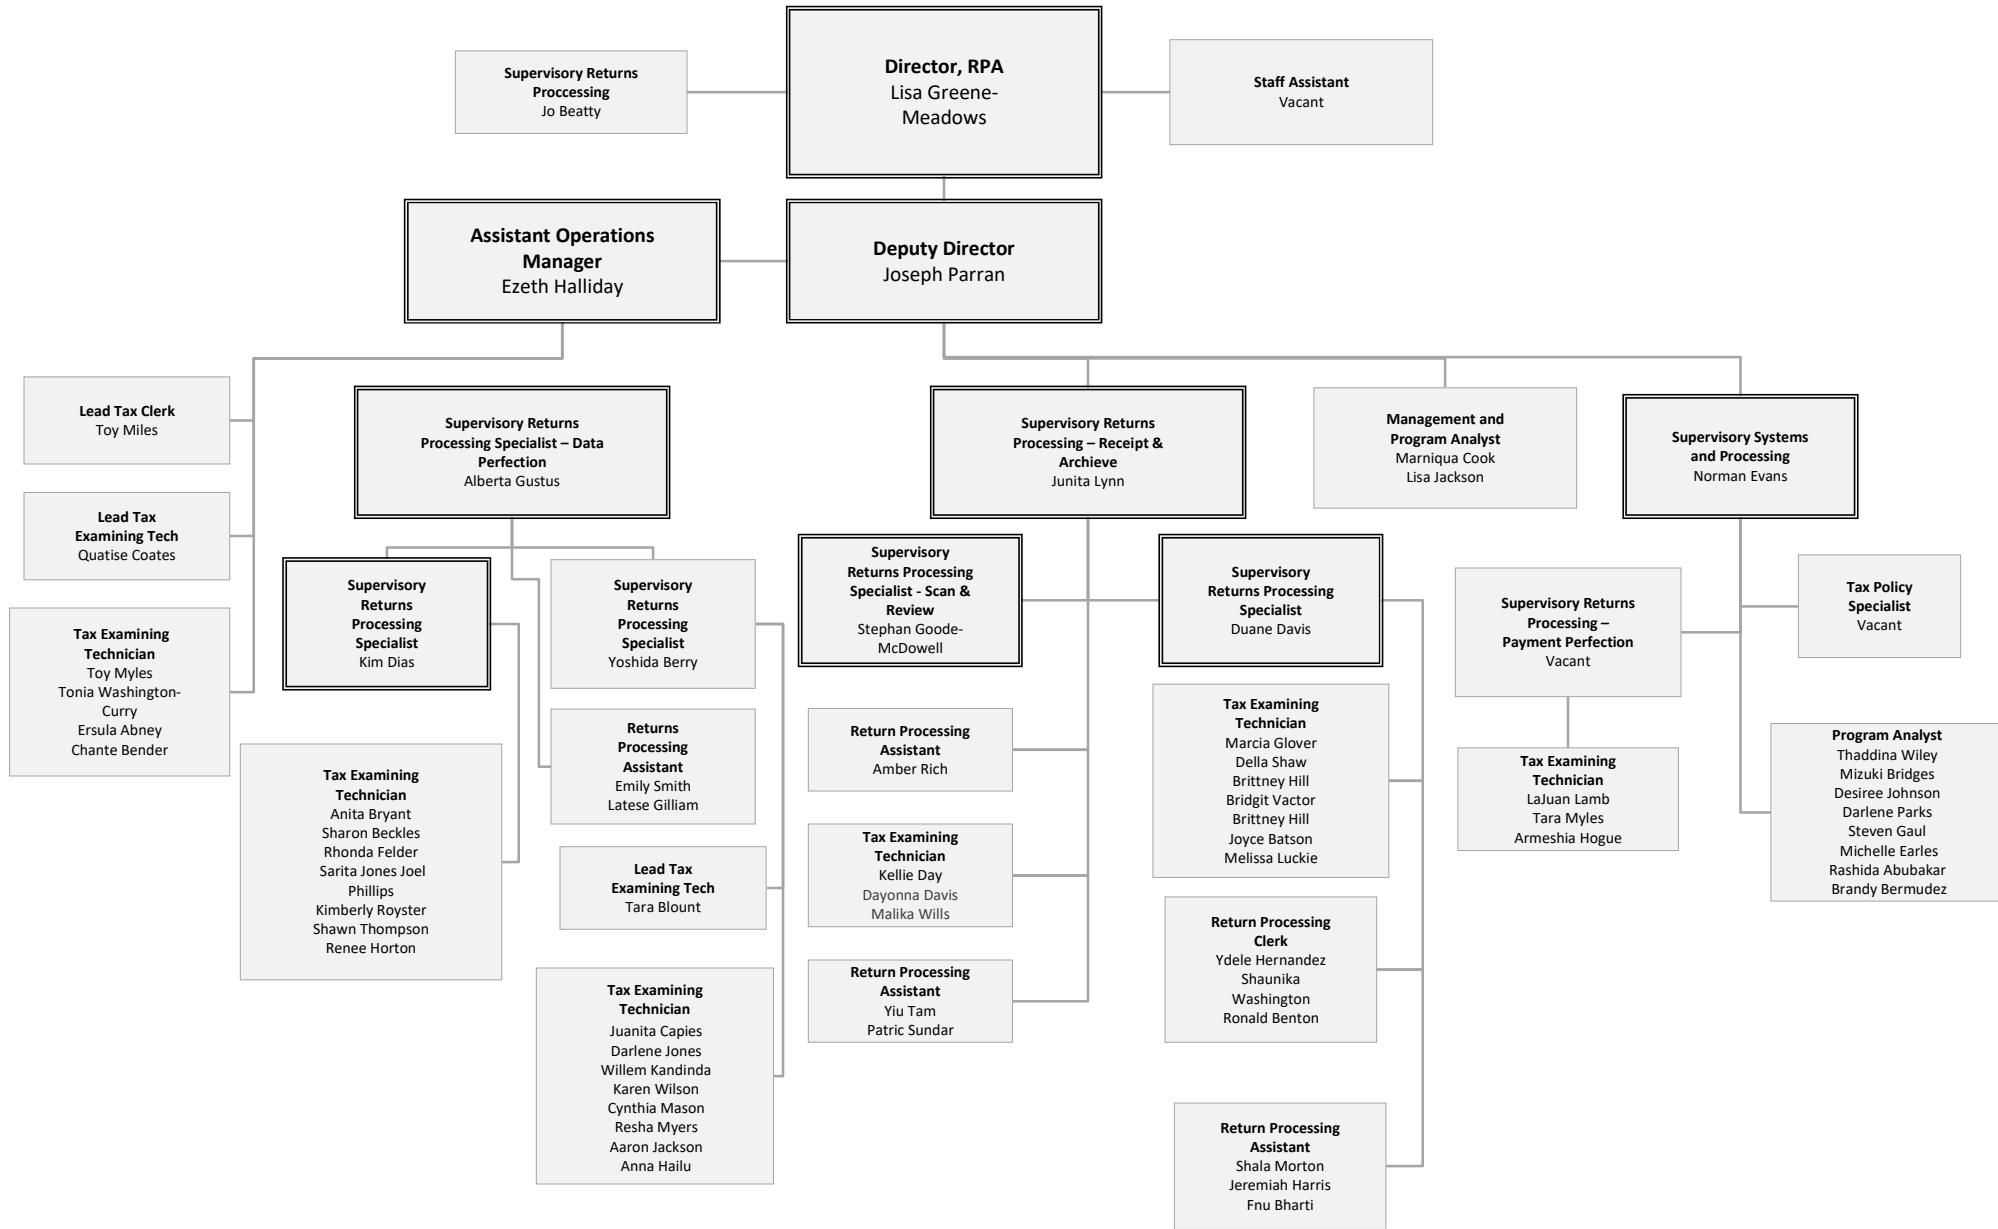 Supervisory Returns
Proccessing
Jo Beatty
Director, RPA
Lisa Greene-
Meadows
Staff Assistant
Vacant
Assistant Operations
Manager
Ezeth Halliday
Deputy Director
Joseph Parran
Lead Tax Clerk
Toy Miles
Lead Tax
Examining Tech
Quatise Coates
Tax Examining
Technician
Toy Myles
Tonia Washington-
Curry
Ersula Abney
Chante Bender
Supervisory Returns
Processing Specialist – Data
Perfection
Alberta Gustus
Supervisory
Returns
Processing
Specialist
Kim Dias
Tax Examining
Technician
Anita Bryant
Sharon Beckles
Rhonda Felder
Sarita Jones Joel
Phillips
Kimberly Royster
Shawn Thompson
Renee Horton
Supervisory
Returns
Processing
Specialist
Yoshida Berry
Returns
Processing
Assistant
Emily Smith
Latese Gilliam
Lead Tax
Examining Tech
Tara Blount
Tax Examining
Technician
Juanita Capies
Darlene Jones
Willem Kandinda
Karen Wilson
Cynthia Mason
Resha Myers
Aaron Jackson
Anna Hailu
Supervisory Returns
Processing – Receipt &
Archieve
Junita Lynn
Supervisory
Returns Processing
Specialist - Scan &
Review
Stephan Goode-
McDowell
Return Processing
Assistant
Amber Rich
Tax Examining
Technician
Kellie Day
Dayonna Davis
Malika Wills
Return Processing
Assistant
Yiu Tam
Patric Sundar
Supervisory
Returns Processing
Specialist
Duane Davis
Tax Examining
Technician
Marcia Glover
Della Shaw
Brittney Hill
Bridgit Vactor
Brittney Hill
Joyce Batson
Melissa Luckie
Return Processing
Clerk
Ydele Hernandez
Shaunika
Washington
Ronald Benton
Return Processing
Assistant
Shala Morton
Jeremiah Harris
Fnu Bharti
Management and
Program Analyst
Marniqua Cook
Lisa Jackson
Supervisory Systems
and Processing
Norman Evans
Supervisory Returns
Processing –
Payment Perfection
Vacant
Tax Examining
Technician
LaJuan Lamb
Tara Myles
Armeshia Hogue
Tax Policy
Specialist
Vacant
Program Analyst
Thaddina Wiley
Mizuki Bridges
Desiree Johnson
Darlene Parks
Steven Gaul
Michelle Earles
Rashida Abubakar
Brandy Bermudez